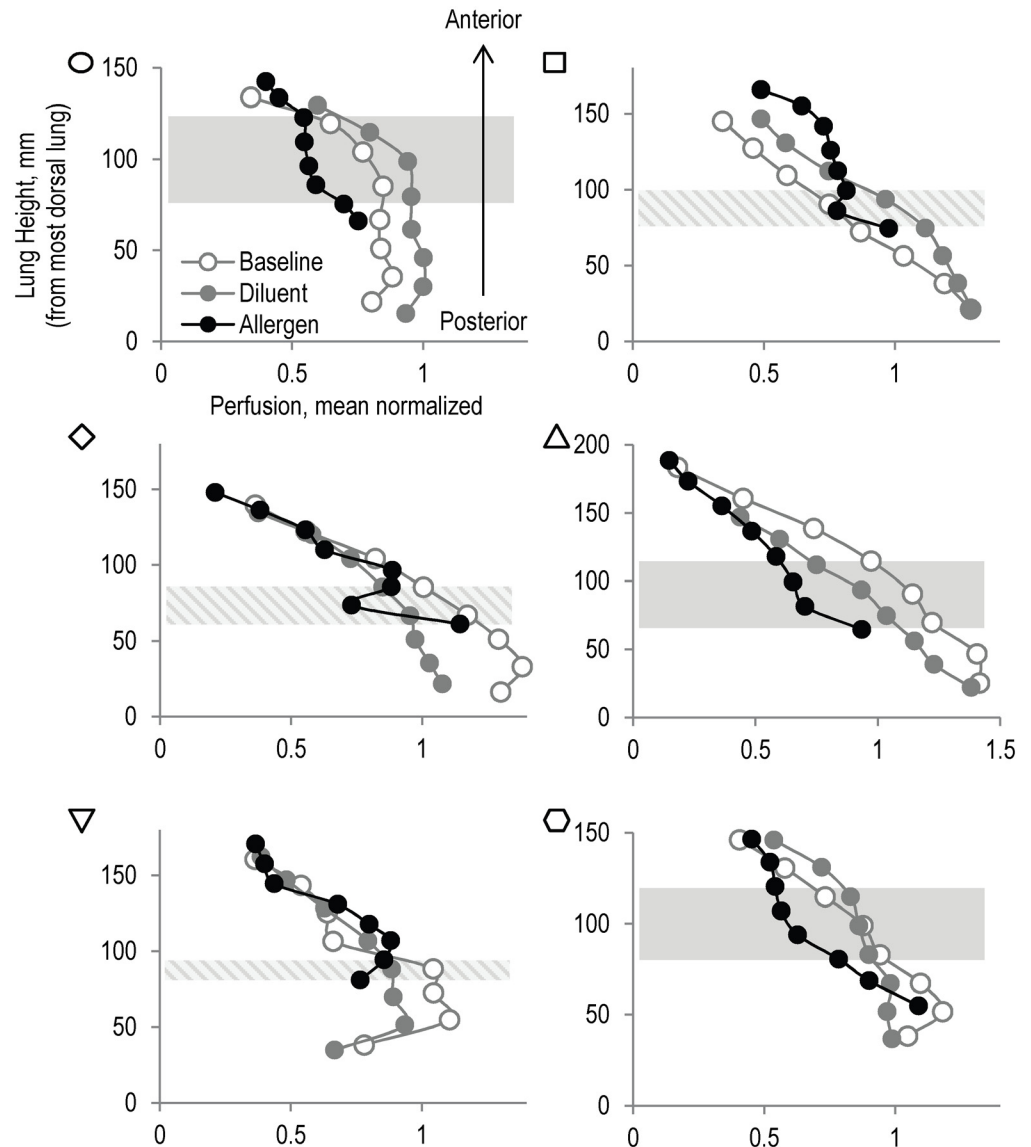 Anterior
150
100
50
0
Lung Height, mm
(from most dorsal lung)
Baseline
Diluent
Allergen
Posterior
0 0.5 1
Perfusion, mean normalized
150
100
50
0
0 0.5 1
150
100
50
0
0 0.5 1
200
150
100
50
0
0 0.5 1 1.5
150
100
50
0
0 0.5 1
150
100
50
0
0 0.5 1